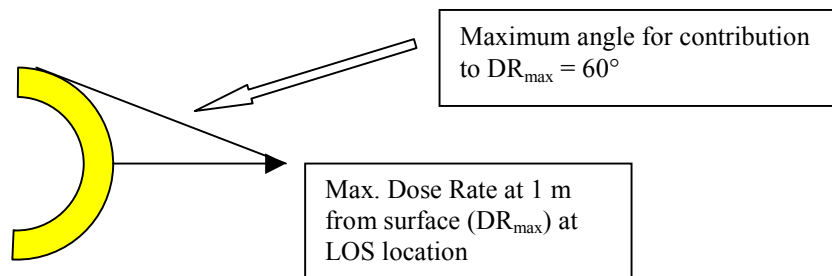 Maximum angle for contribution
to DRmax = 60°
Max. Dose Rate at 1 m
from surface (DRmax) at
LOS location